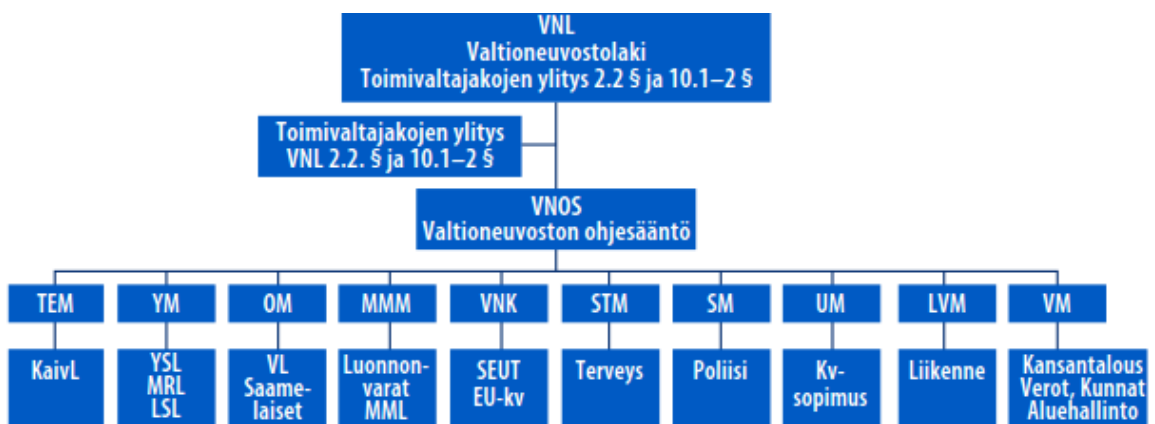 VNL
Valtioneuvostolaki
Toimivaltajakojen ylitys 2.2 § ja 10.1–2 §
Toimivaltajakojen ylitys
VNL 2.2. § ja 10.1–2 §
VNOS
Valtioneuvoston ohjesääntö
TEM
YM
OM
MMM
VNK
STM
SM
UM
LVM
VM
KaivL
YSL
MRL
LSL
VL
Saame-
laiset
Luonnon-
varat
MML
SEUT
EU-kv
Terveys
Poliisi
Kv-
sopimus
Liikenne
Kansantalous
Verot, Kunnat
Aluehallinto